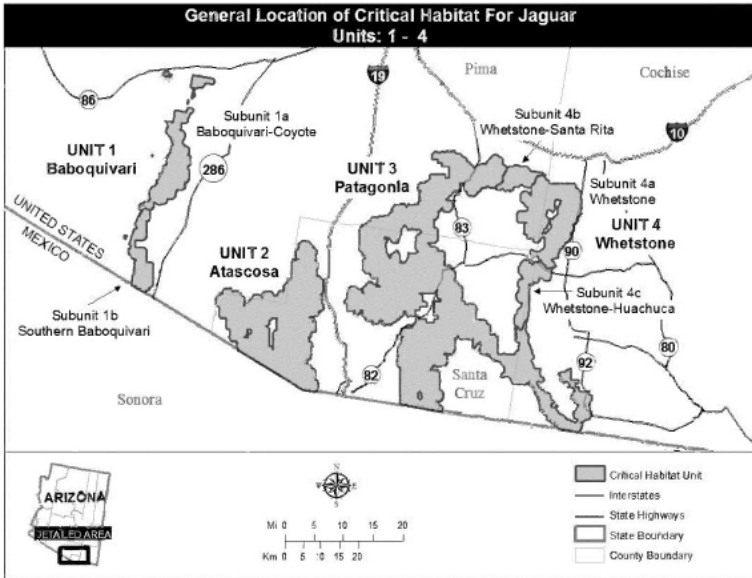 General Location of Critical Habitat For Jaguar
Units: 1 - 4
19
Pima
Cochise
86
Subunit 1a
Baboquivari-Coyote
Subunit 4b
Whetstone-Santa Rita
10
UNIT 1
Baboquivari
286
UNIT 3
Patagonia
Subunit 4a
Whetstone
UNITED STATES
MEXICO
UNIT 2
Atascosa
83
90
UNIT 4
Whetstone
Subunit 1b
Southern Baboquivari
Subunit 4c
Whetstone-Huachuca
80
82
92
Sonora
Santa
Cruz
ARIZONA
DETAILED AREA
N
W E
S
Mi 0 5 10 15 20
Km 0 5 10 15 20
Critical Habitat Unit
Interstates
State Highways
State Boundary
County Boundary